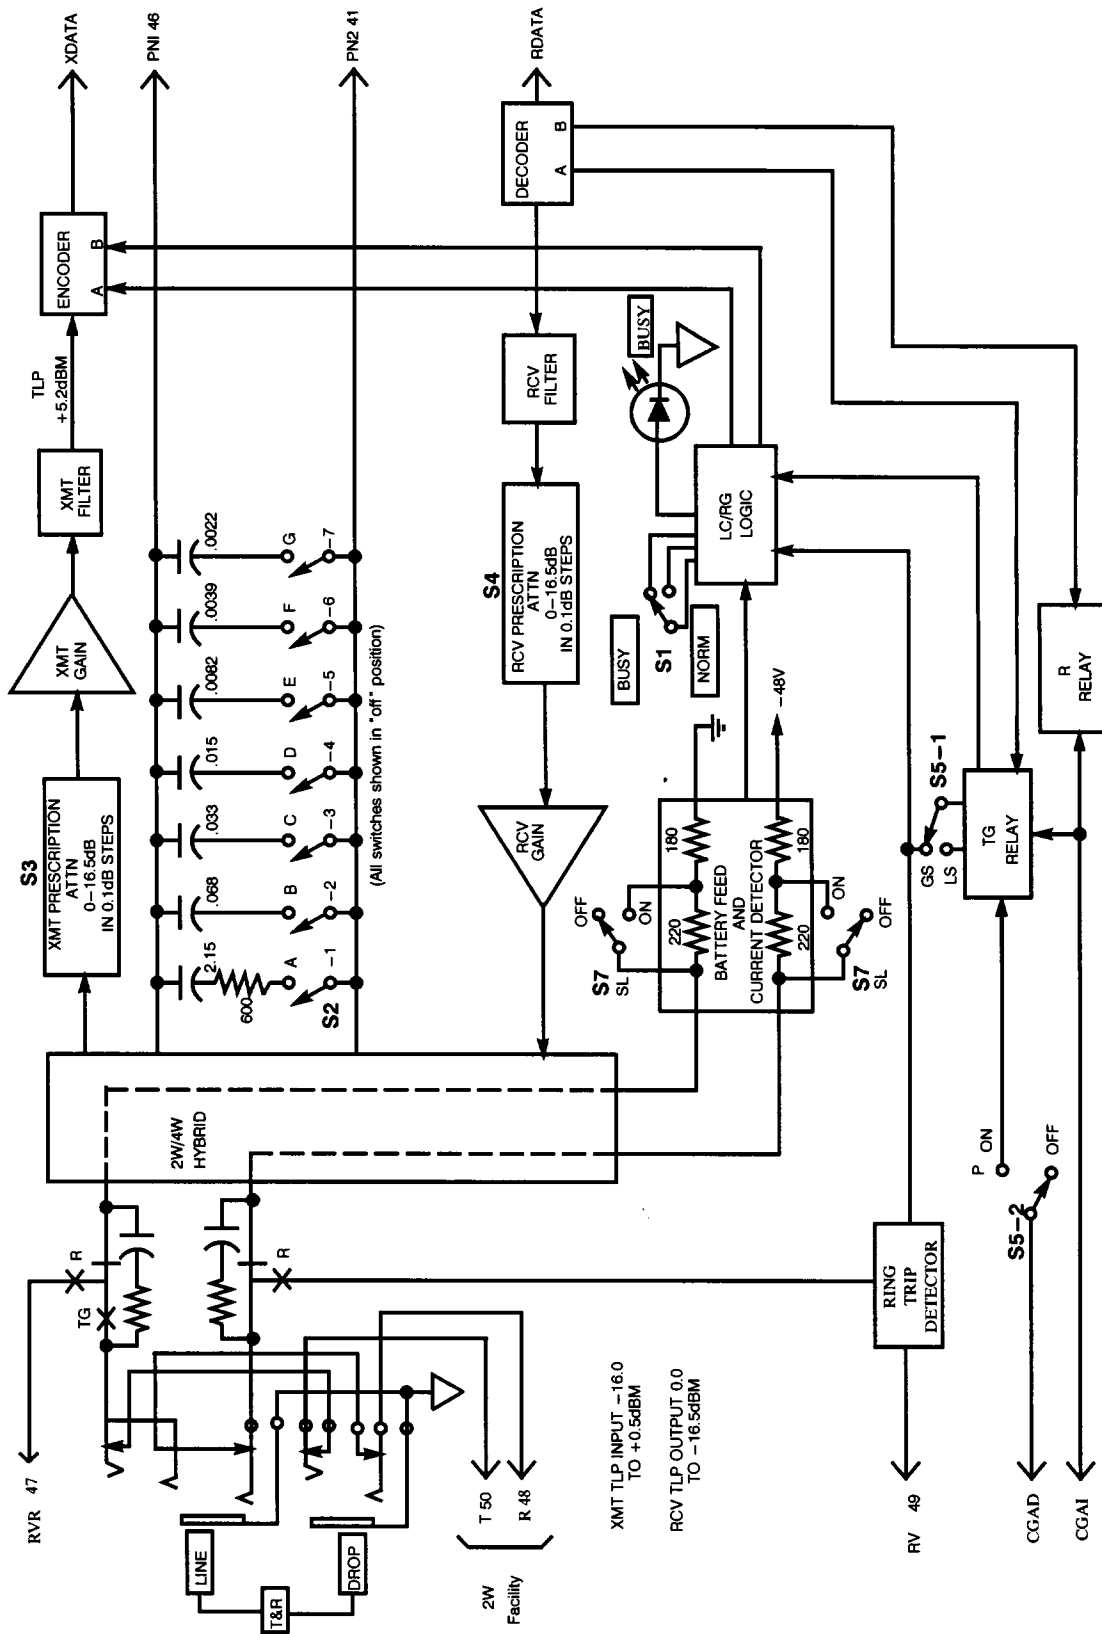 RVR 47
TG
R
R
LINE
T&R
DROP
2W
Facility
T 50
R 48
2W/4W
HYBRID
S3
XMT PRESCRIPTION
ATTN
0–16.5dB
IN 0.1dB STEPS
XMT
GAIN
XMT
FILTER
TLP
+5.2dBM
ENCODER
A
B
XDATA
PNI 46
2.15
600
.068
.033
.015
.0082
.0039
.0022
A
B
C
D
E
F
G
S2
–1
–2
–3
–4
–5
–6
–7
(All switches shown in "off" position)
PN2 41
RCV
GAIN
S4
RCV PRESCRIPTION
ATTN
0–16.5dB
IN 0.1dB STEPS
RCV
FILTER
DECODER
A
B
RDATA
S7
SL
OFF
ON
220
180
BATTERY FEED
AND
CURRENT DETECTOR
220
180
S7
SL
ON
OFF
–48V
BUSY
S1
NORM
BUSY
LC/RG
LOGIC
XMT TLP INPUT –16.0
TO +0.5dBM
RCV TLP OUTPUT 0.0
TO –16.5dBM
RING
TRIP
DETECTOR
RV 49
GS
LS
S5-1
TG
RELAY
R
RELAY
P
ON
S5-2
OFF
CGAD
CGAI